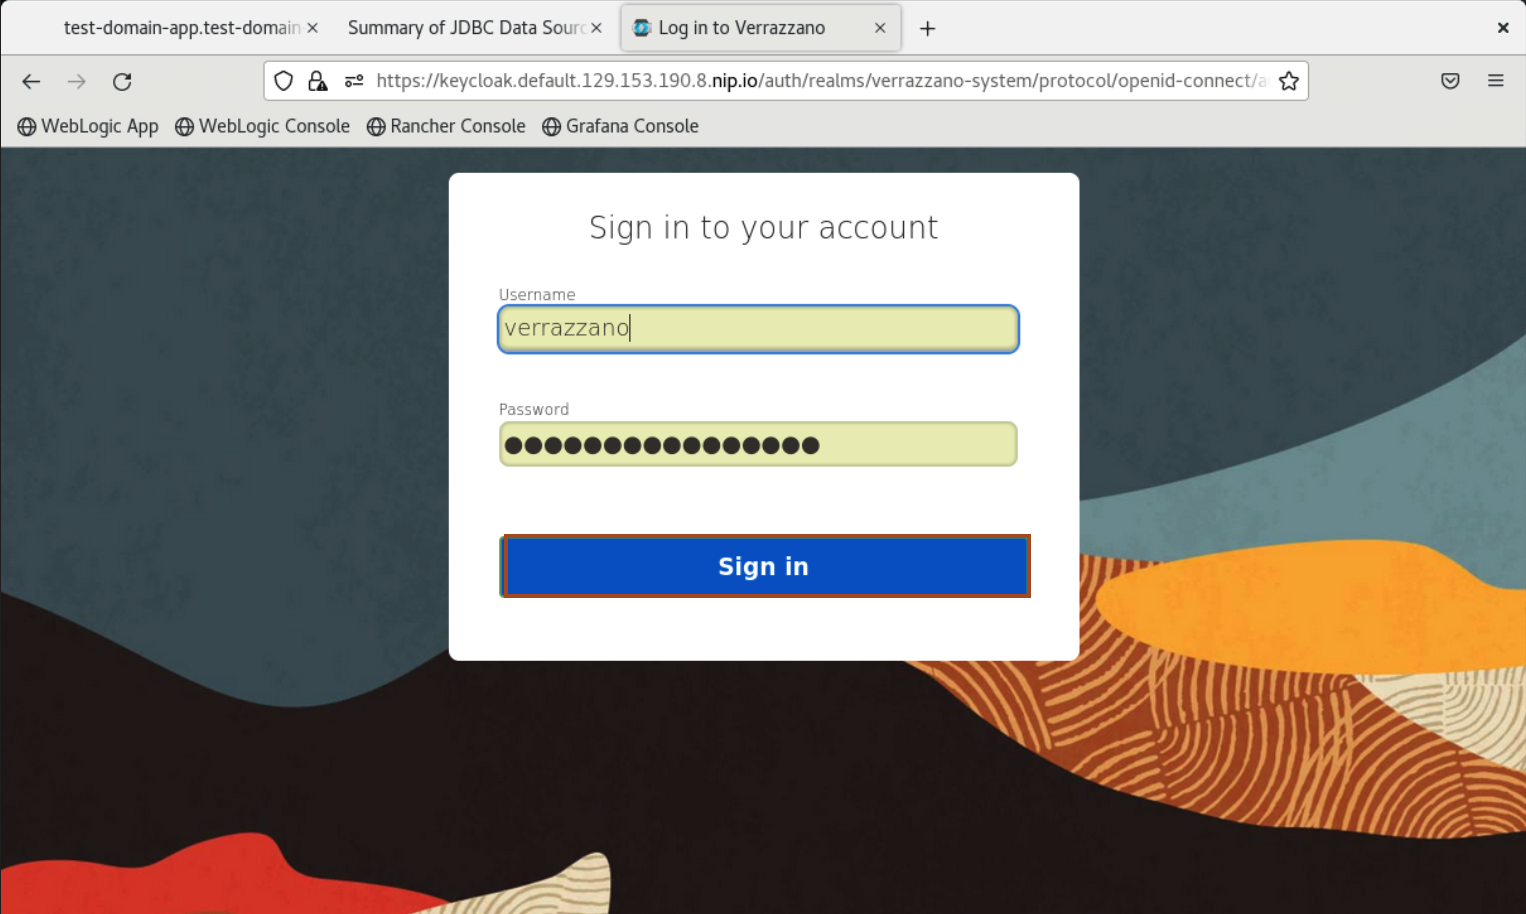 test-domain-app.test-domain
Summary of JDBC Data Sourc
Log in to Verrazzano
https://keycloak.default.129.153.190.8.nip.io/auth/realms/verrazzano-system/protocol/openid-connect/a
WebLogic App
WebLogic Console
Rancher Console
Grafana Console
Sign in to your account
Username
verrazzano
Password
Sign in